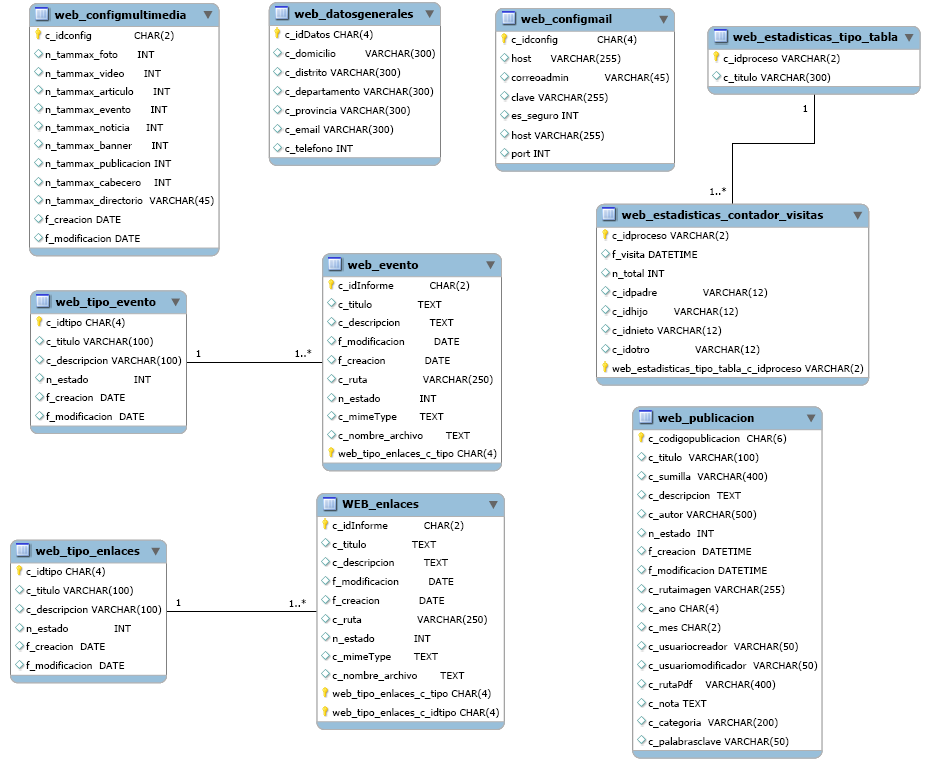 web_configmultimedia
c_idconfig CHAR(2)
n_tammax_foto INT
n_tammax_video INT
n_tammax_articulo INT
n_tammax_evento INT
n_tammax_noticia INT
n_tammax_banner INT
n_tammax_publicacion INT
n_tammax_cabecero INT
n_tammax_directorio VARCHAR(45)
f_creacion DATE
f_modificacion DATE
web_datosgenerales
c_idDatos CHAR(4)
c_domicilio VARCHAR(300)
c_distrito VARCHAR(300)
c_departamento VARCHAR(300)
c_provincia VARCHAR(300)
c_email VARCHAR(300)
c_telefono INT
web_configmail
c_idconfig CHAR(4)
host VARCHAR(255)
correoadmin VARCHAR(45)
clave VARCHAR(255)
es_seguro INT
host VARCHAR(255)
port INT
web_estadisticas_tipo_tabla
c_idproceso VARCHAR(2)
c_titulo VARCHAR(300)
1
1..*
web_estadisticas_contador_visitas
c_idproceso VARCHAR(2)
f_visita DATETIME
n_total INT
c_idpadre VARCHAR(12)
c_idhijo VARCHAR(12)
c_idnieto VARCHAR(12)
c_idotro VARCHAR(12)
web_estadisticas_tipo_tabla_c_idproceso VARCHAR(2)
web_tipo_evento
c_idtipo CHAR(4)
c_titulo VARCHAR(100)
c_descripcion VARCHAR(100)
n_estado INT
f_creacion DATE
f_modificacion DATE
1
1..*
web_evento
c_idInforme CHAR(2)
c_titulo TEXT
c_descripcion TEXT
f_modificacion DATE
f_creacion DATE
c_ruta VARCHAR(250)
n_estado INT
c_mimeType TEXT
c_nombre_archivo TEXT
web_tipo_enlaces_c_tipo CHAR(4)
web_tipo_enlaces
c_idtipo CHAR(4)
c_titulo VARCHAR(100)
c_descripcion VARCHAR(100)
n_estado INT
f_creacion DATE
f_modificacion DATE
1
1..*
WEB_enlaces
c_idInforme CHAR(2)
c_titulo TEXT
c_descripcion TEXT
f_modificacion DATE
f_creacion DATE
c_ruta VARCHAR(250)
n_estado INT
c_mimeType TEXT
c_nombre_archivo TEXT
web_tipo_enlaces_c_tipo CHAR(4)
web_tipo_enlaces_c_idtipo CHAR(4)
web_publicacion
c_codigopublicacion CHAR(6)
c_titulo VARCHAR(100)
c_sumilla VARCHAR(400)
c_descripcion TEXT
c_autor VARCHAR(500)
n_estado INT
f_creacion DATETIME
f_modificacion DATETIME
c_rutaimagen VARCHAR(255)
c_ano CHAR(4)
c_mes CHAR(2)
c_usuariocreador VARCHAR(50)
c_usuariomodificador VARCHAR(50)
c_rutaPdf VARCHAR(400)
c_nota TEXT
c_categoria VARCHAR(200)
c_palabrasclave VARCHAR(50)